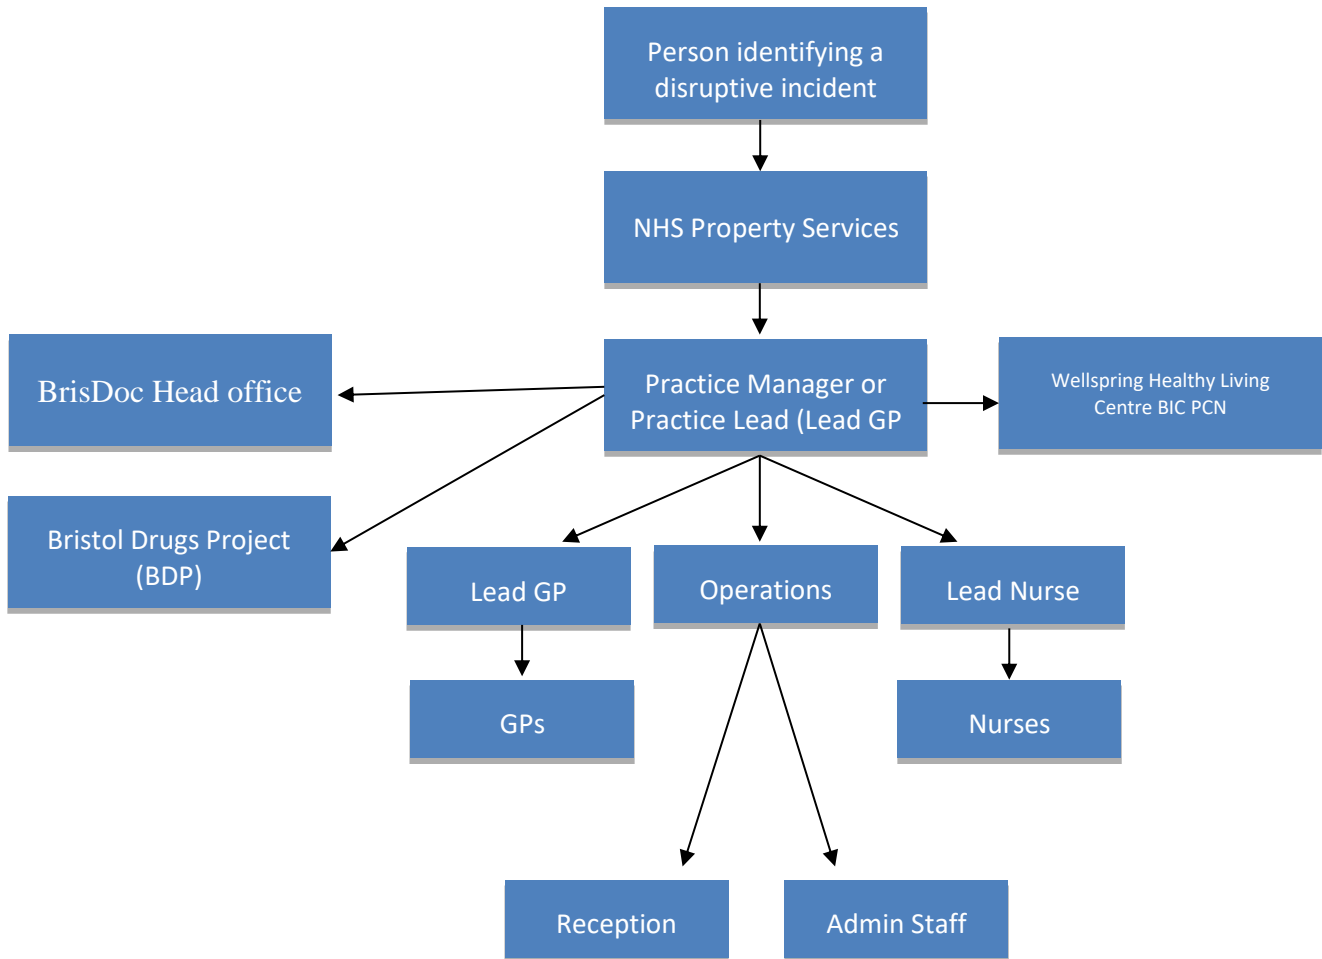 Person identifying a
disruptive incident
NHS Property Services
BrisDoc Head office
Practice Manager or
Practice Lead (Lead GP
Wellspring Healthy Living
Centre BIC PCN
Bristol Drugs Project
(BDP)
Lead GP
Operations
Lead Nurse
GPs
Nurses
Reception
Admin Staff